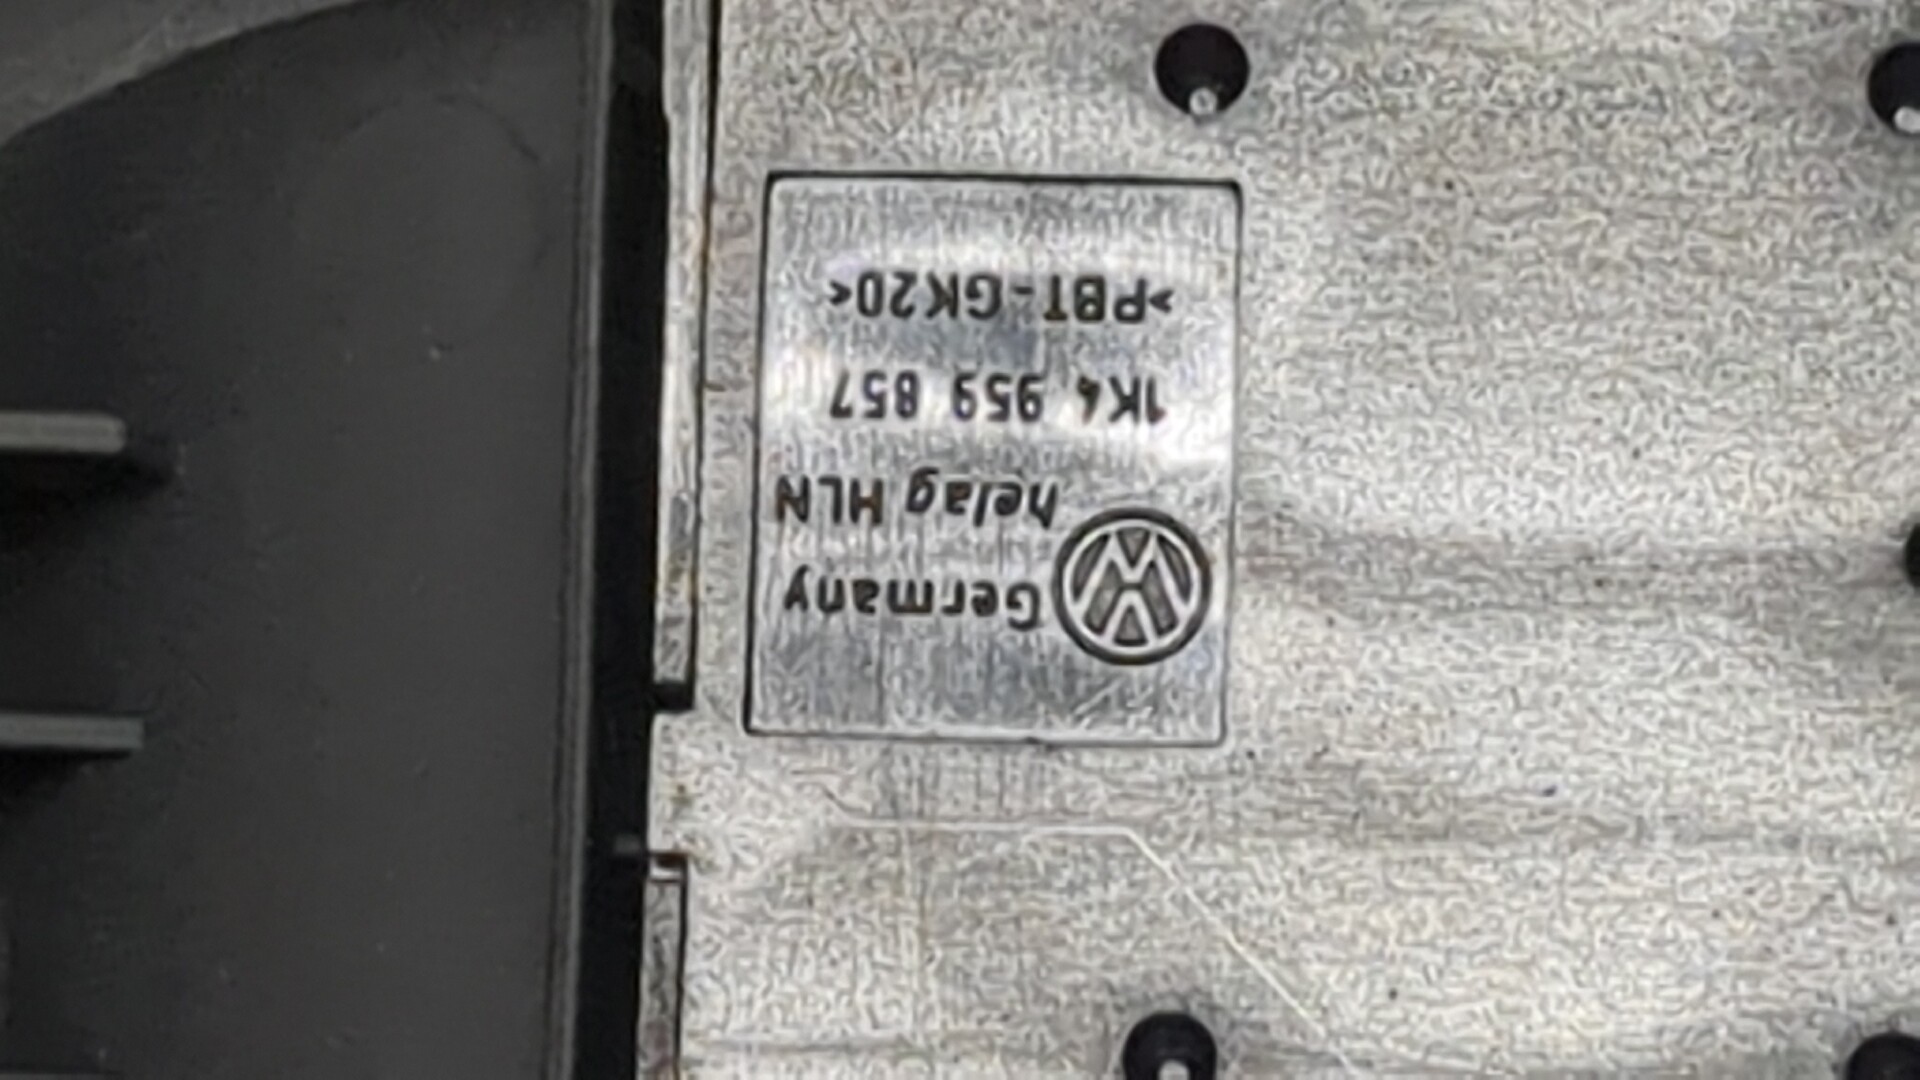 Germany
helag HLN
1K4 959 857
>PBT-GK20<